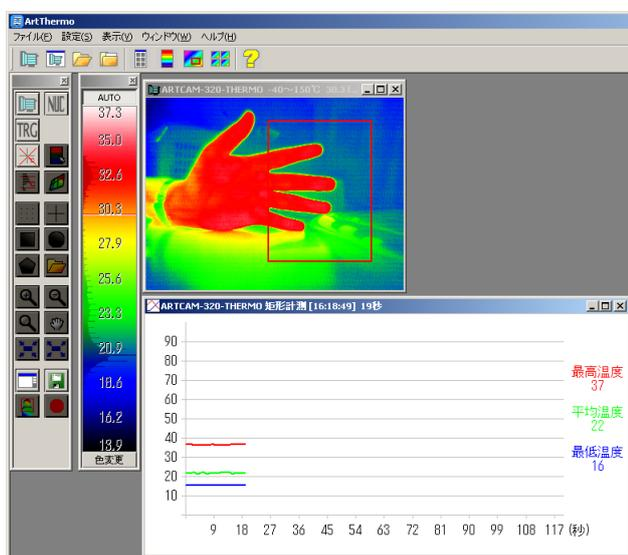 ArtThermo
ファイル(F) 設定(S) 表示(V) ウィンドウ(W) ヘルプ(H)
NUC
TRG
AUTO
37.3
35.0
32.6
30.3
27.9
25.6
23.3
20.9
18.6
16.2
13.9
色変更
ARTCAM-320-THERMO -40~150℃
ARTCAM-320-THERMO 矩形計測 [16:18:49] 19秒
90
80
70
60
50
40
30
20
10
9 18 27 36 45 54 63 72 81 90 99 108 117 (秒)
最高温度
37
平均温度
22
最低温度
16